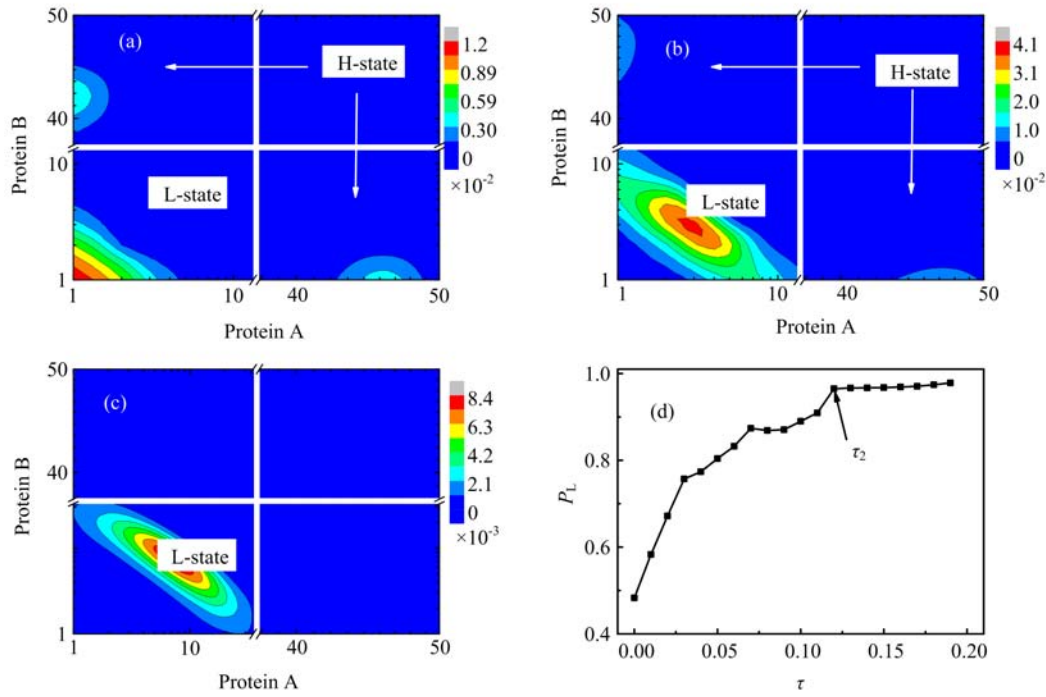 50
40
10
1
Protein B
(a)
H-state
L-state
1
10
40
50
Protein A
1.2
0.89
0.59
0.30
0
×10-2
50
40
10
1
Protein B
(b)
H-state
L-state
1
10
40
50
Protein A
4.1
3.1
2.0
1.0
0
×10-2
50
40
1
Protein B
(c)
L-state
1
10
40
50
Protein A
8.4
6.3
4.2
2.1
0
×10-3
1.0
0.8
0.6
0.4
PL
(d)
τ2
0.00
0.05
0.10
0.15
0.20
τ